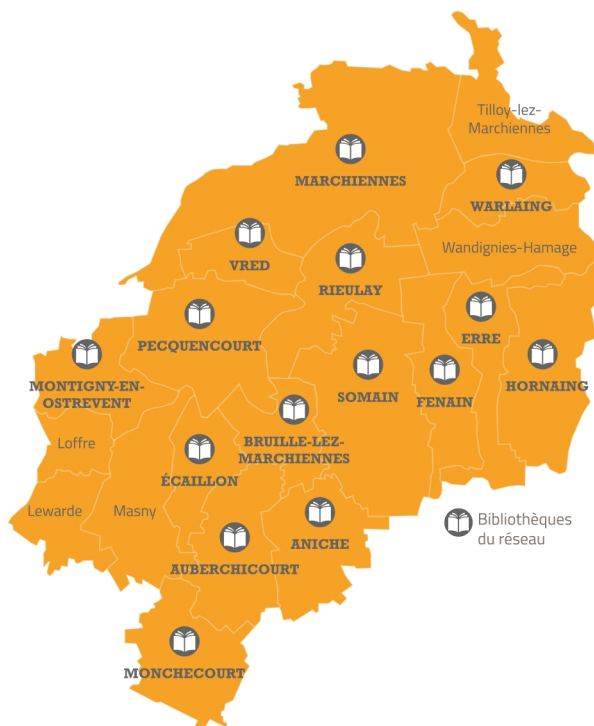 Tilloy-lez-
Marchiennes
MARCHIENNES
WARLAING
Wandignies-Hamage
VRED
RIEULAY
ERRE
PECQUENCOURT
MONTIGNY-EN-
OSTREVENT
SOMAIN
FENAIN
HORNAING
Loffre
BRUILLE-LEZ-
MARCHIENNES
ÉCAILLON
Lewarde
Masny
ANICHE
Bibliothèques
du réseau
AUBERCHICOURT
MONCHECOURT